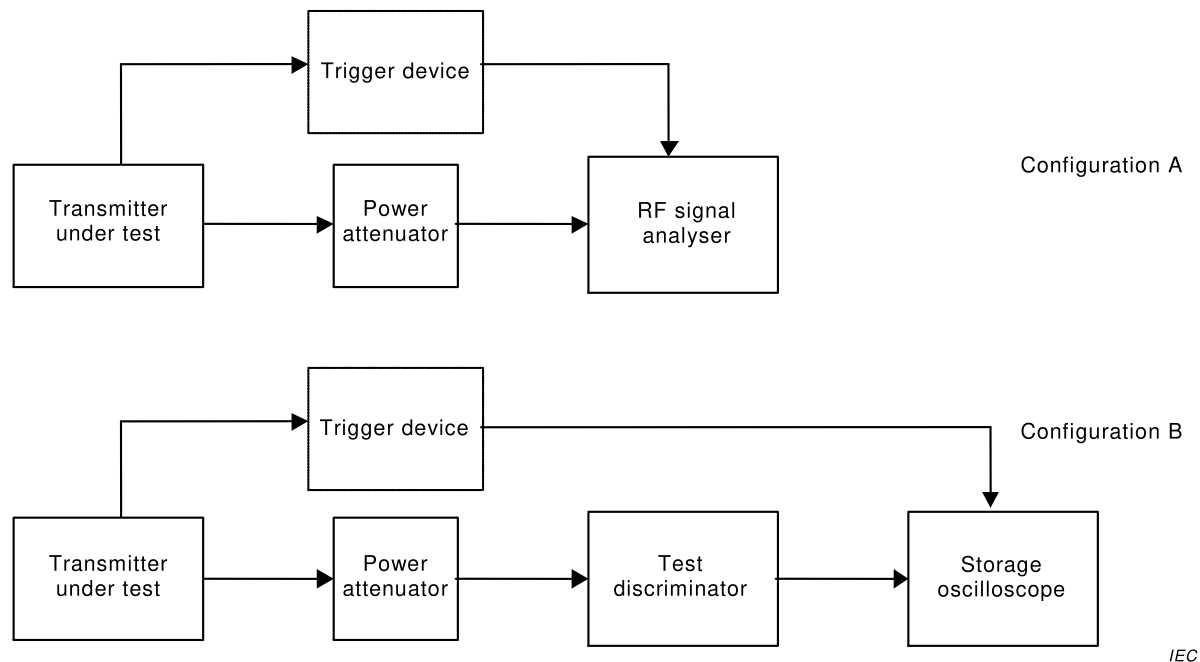 Trigger device
Configuration A
Transmitter
under test
Power
attenuator
RF signal
analyser
Trigger device
Configuration B
Transmitter
under test
Power
attenuator
Test
discriminator
Storage
oscilloscope
IEC